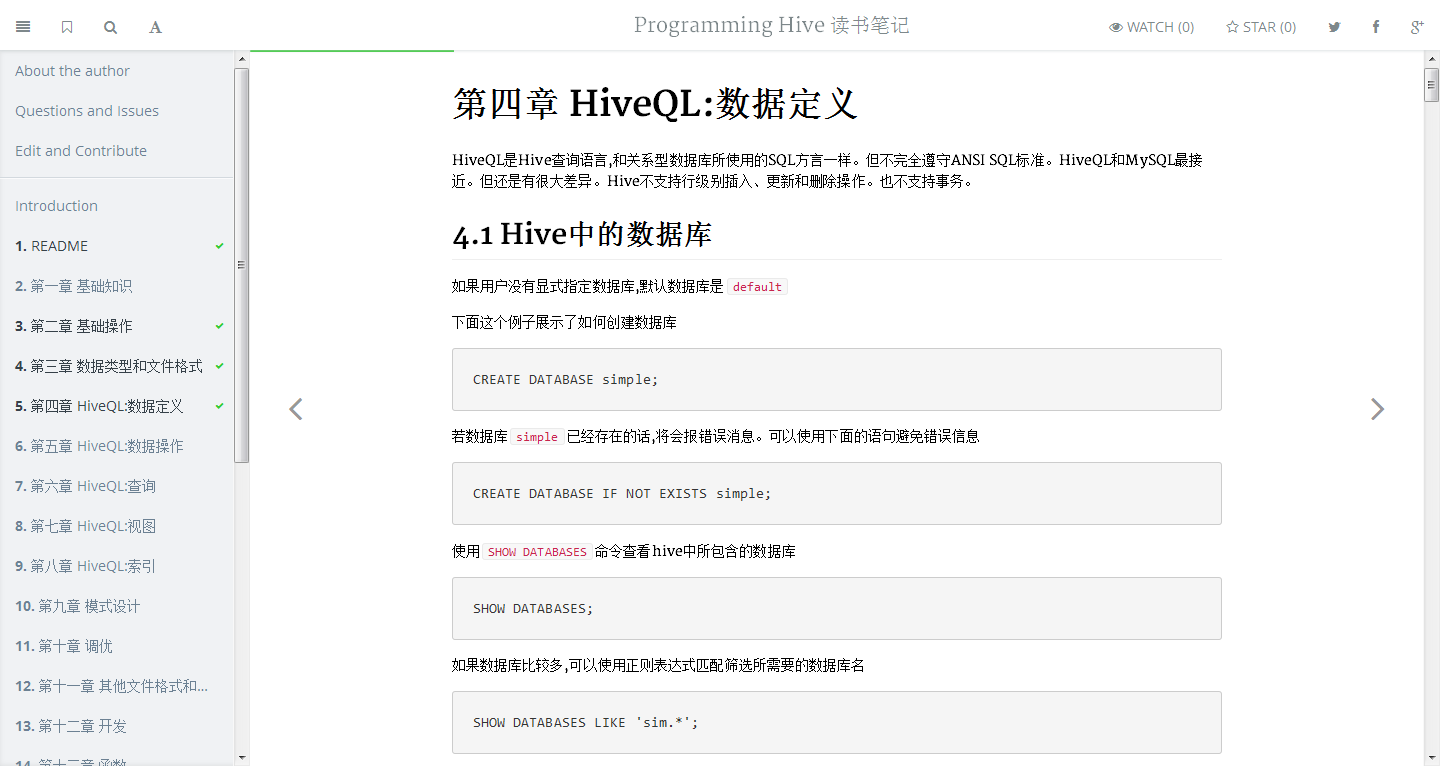 Programming Hive 读书笔记
WATCH (0)
STAR (0)
About the author
Questions and Issues
Edit and Contribute
Introduction
1. README
2. 第一章 基础知识
3. 第二章 基础操作
4. 第三章 数据类型和文件格式
5. 第四章 HiveQL:数据定义
6. 第五章 HiveQL:数据操作
7. 第六章 HiveQL:查询
8. 第七章 HiveQL:视图
9. 第八章 HiveQL:索引
10. 第九章 模式设计
11. 第十章 调优
12. 第十一章 其他文件格式和...
13. 第十二章 开发
14. 第十三章 函数
第四章 HiveQL:数据定义
HiveQL是Hive查询语言,和关系型数据库所使用的SQL方言一样。但不完全遵守ANSI SQL标准。HiveQL和MySQL最接
近。但还是有很大差异。Hive不支持行级别插入、更新和删除操作。也不支持事务。
4.1 Hive中的数据库
如果用户没有显式指定数据库,默认数据库是 default
下面这个例子展示了如何创建数据库
CREATE DATABASE simple;
若数据库 simple 已经存在的话,将会报错误消息。可以使用下面的语句避免错误信息
CREATE DATABASE IF NOT EXISTS simple;
使用 SHOW DATABASES 命令查看hive中所包含的数据库
SHOW DATABASES;
如果数据库比较多,可以使用正则表达式匹配筛选所需要的数据库名
SHOW DATABASES LIKE 'sim.*';